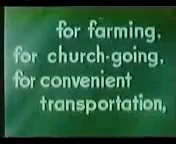 for farming,
for church-going,
for convenient
transportation,